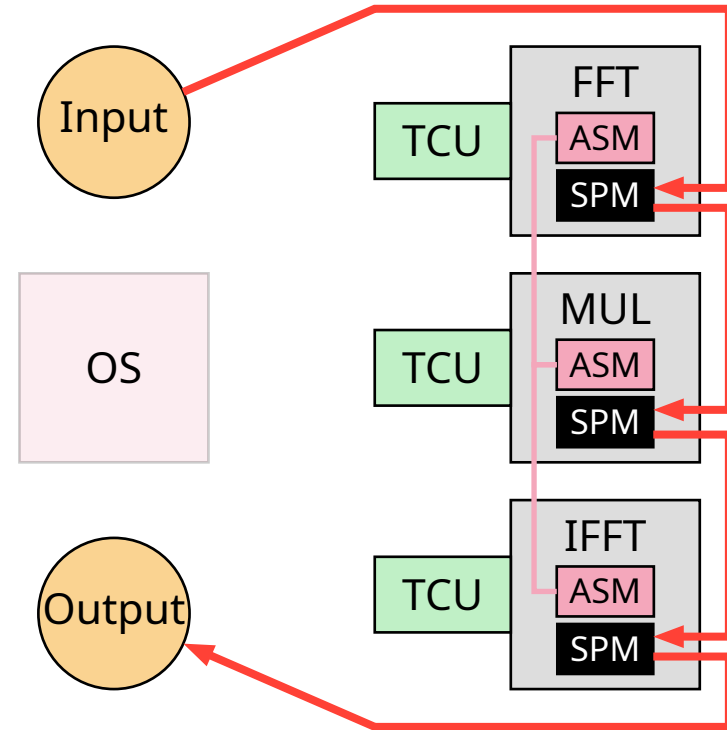 Input
TCU
FFT
ASM
SPM
OS
TCU
MUL
ASM
SPM
Output
TCU
IFFT
ASM
SPM